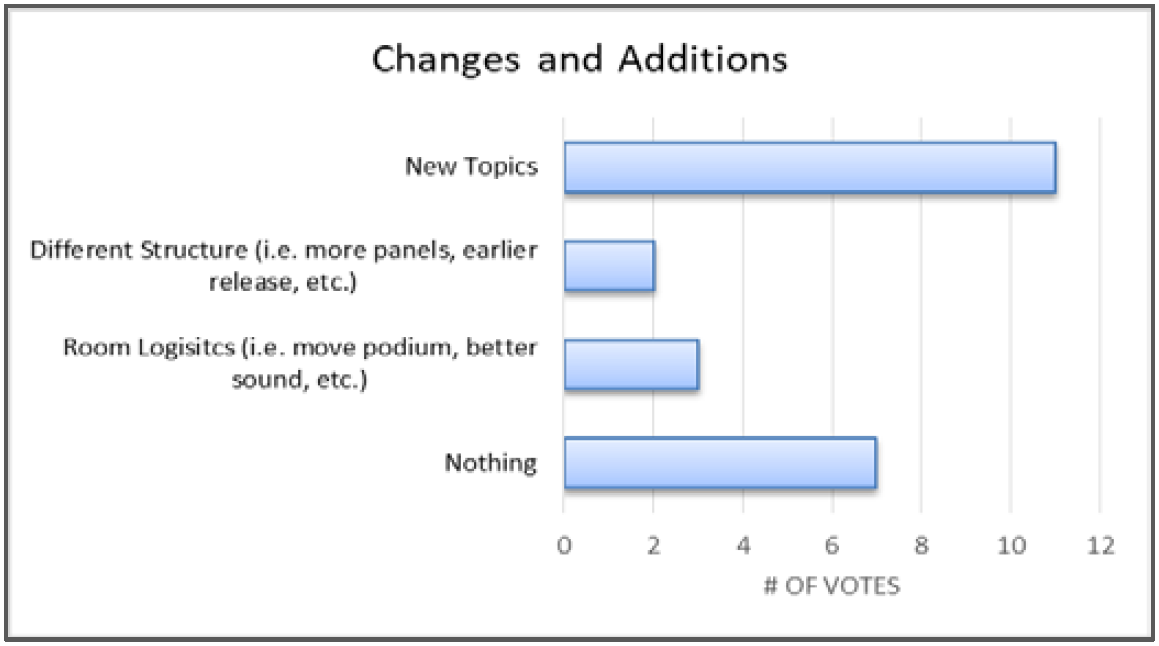 Changes and Additions
New Topics
Different Structure (i.e. more panels, earlier
release, etc.)
Room Logisitcs (i.e. move podium, better
sound, etc.)
Nothing
0 2 4 6 8 10 12
# OF VOTES